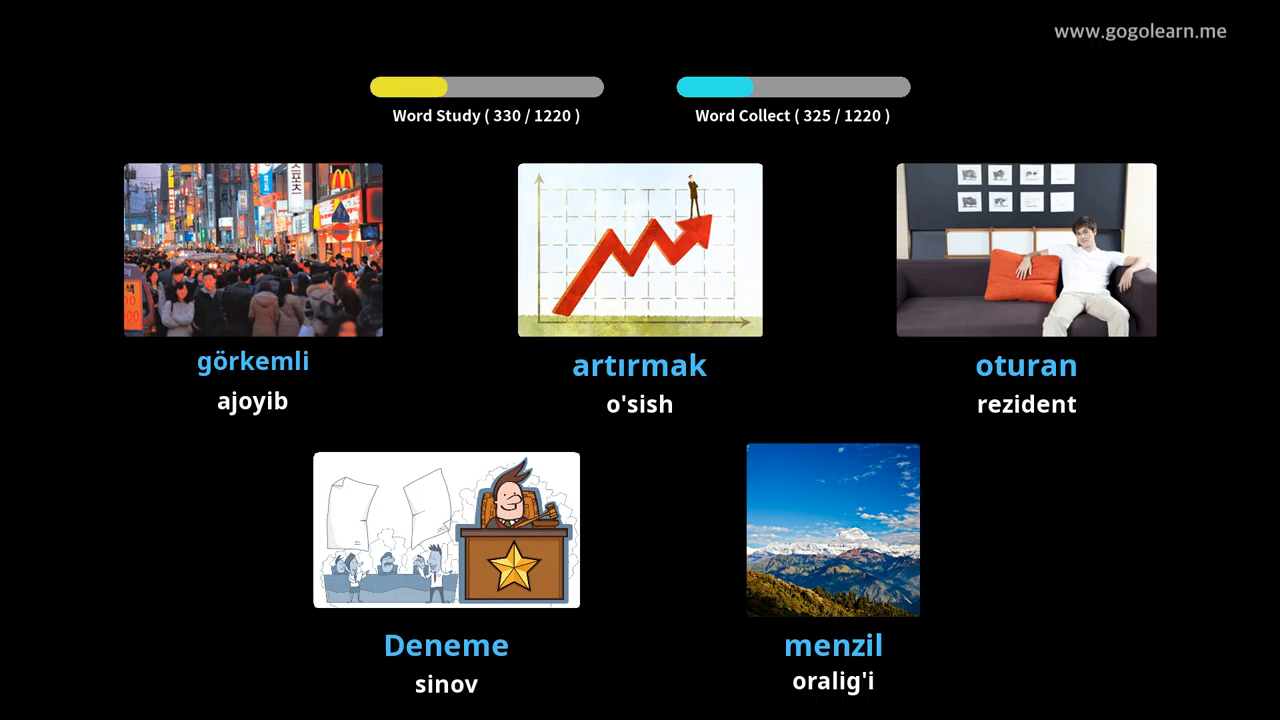 www.gogolearn.me
Word Study ( 330 / 1220 )
Word Collect ( 325 / 1220 )
görkemli
ajoyib
artırmak
o'sish
oturan
rezident
Deneme
sinov
menzil
oralig'i